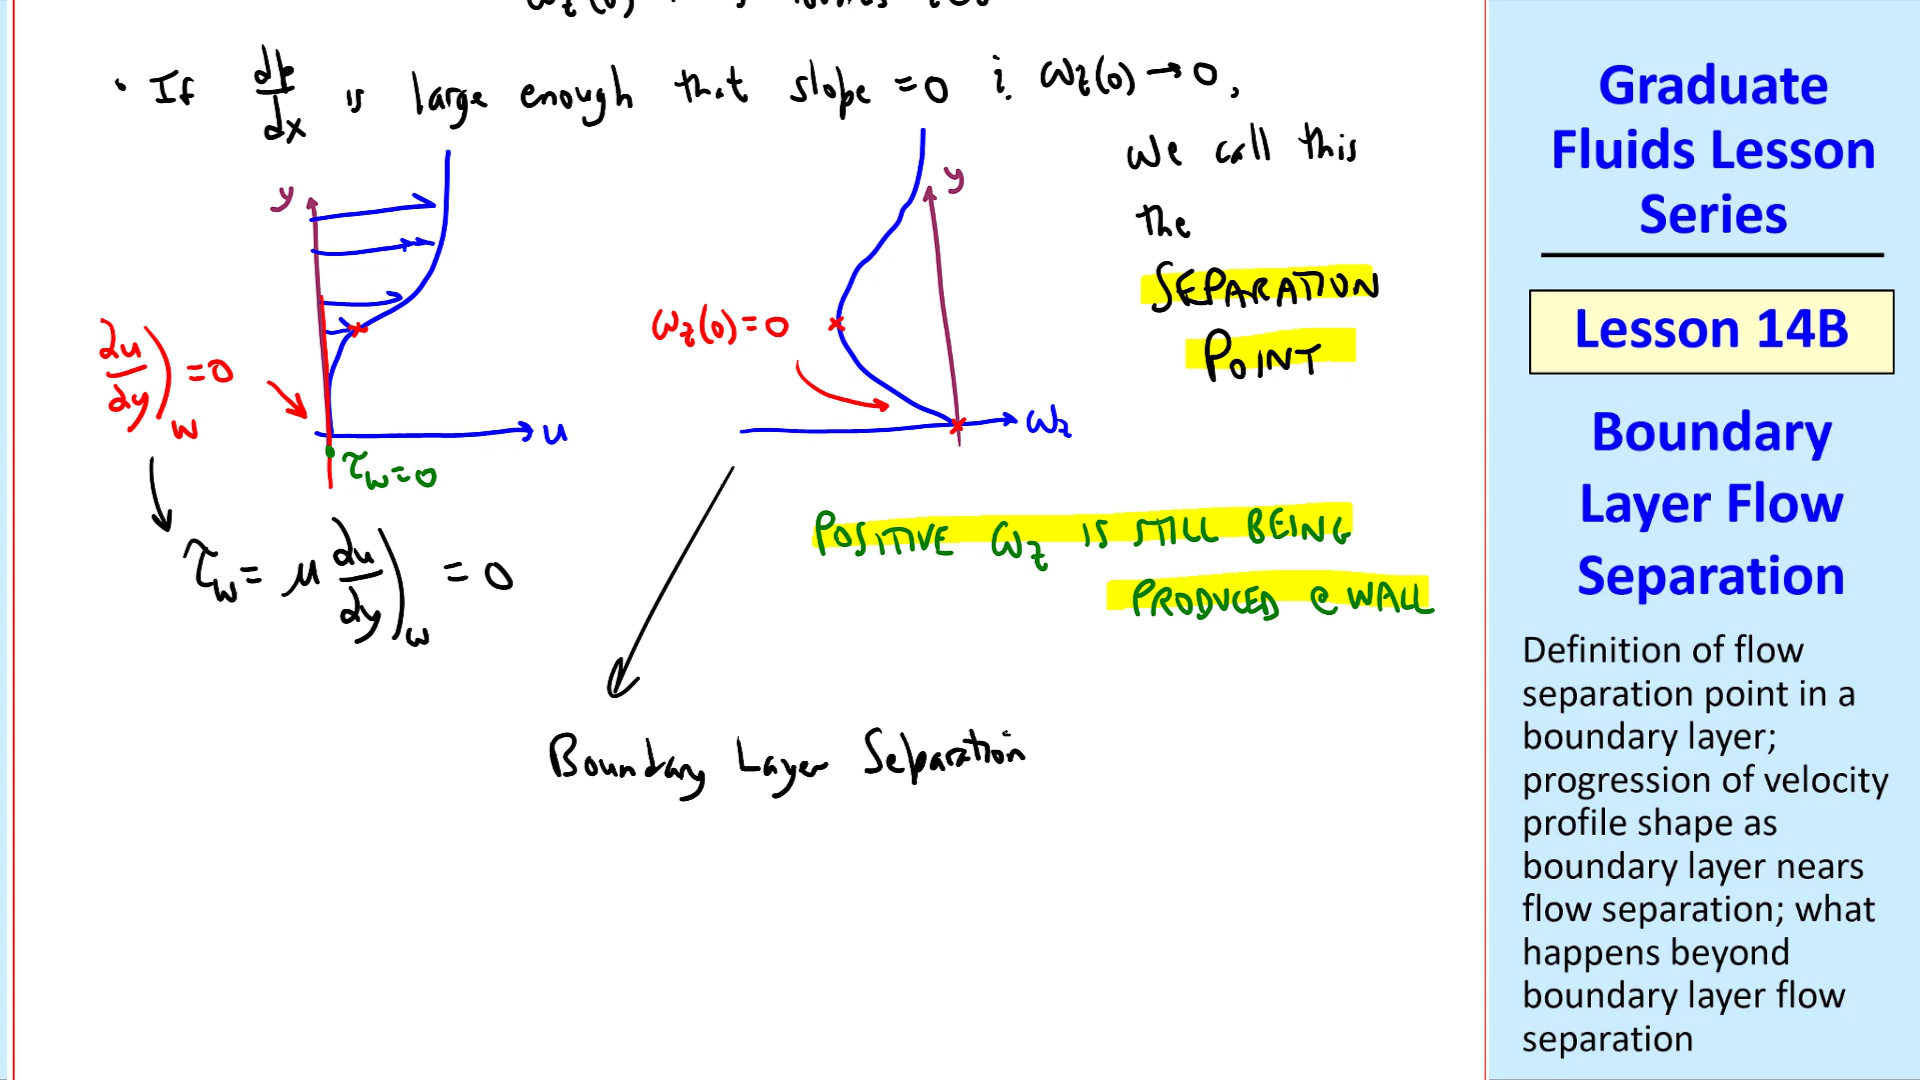 • If dp/dx is large enough that slope = 0 & ωz(0) → 0,
we call this
the
SEPARATION
POINT
y
y
∂u/∂y)w = 0
ωz(0) = 0
u
ωz
τw = 0
τw = μ ∂u/∂y)w = 0
POSITIVE ωz IS STILL BEING
PRODUCED @ WALL
Boundary Layer Separation
Graduate
Fluids Lesson
Series
Lesson 14B
Boundary
Layer Flow
Separation
Definition of flow
separation point in a
boundary layer;
progression of velocity
profile shape as
boundary layer nears
flow separation; what
happens beyond
boundary layer flow
separation